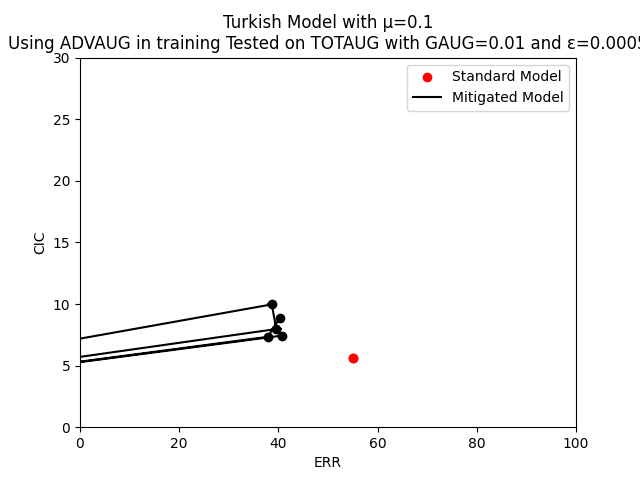 Turkish Model with μ=0.1
Using ADVAUG in training Tested on TOTAUG with GAUG=0.01 and ε=0.0005
Standard Model
Mitigated Model
30
25
20
15
10
5
0
CIC
0 20 40 60 80 100
ERR